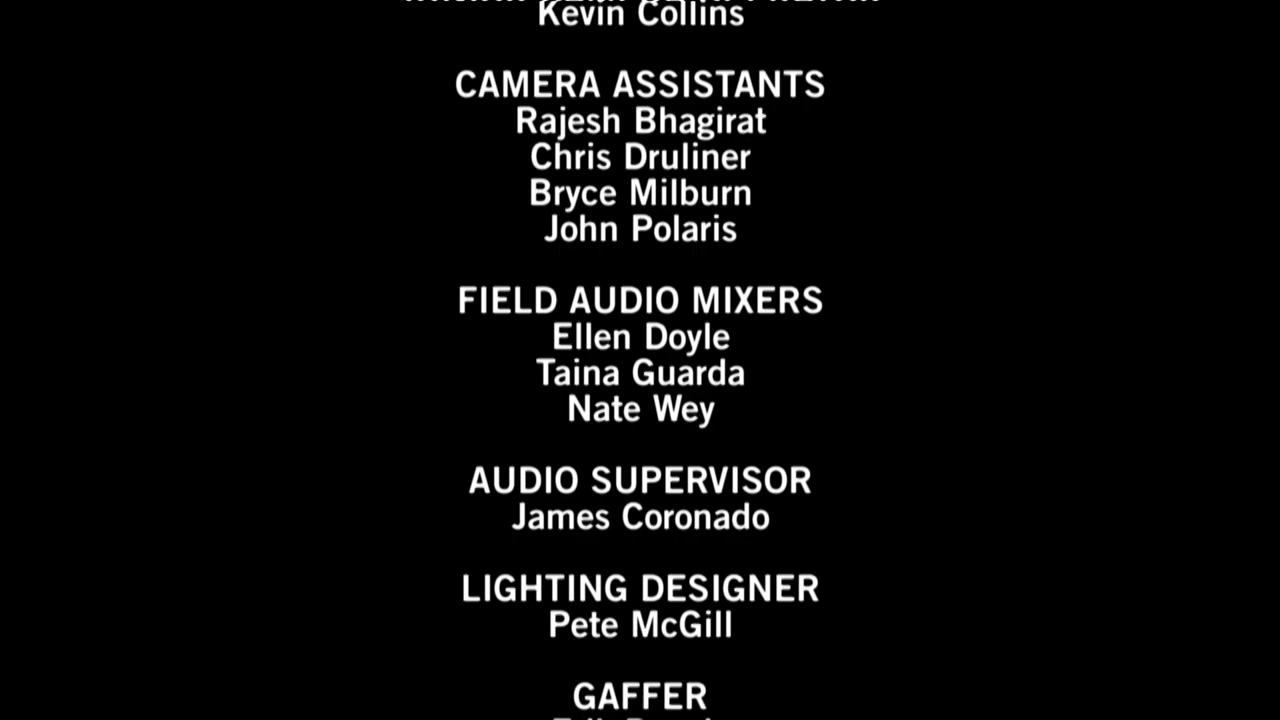 Kevin Collins
CAMERA ASSISTANTS
Rajesh Bhagirat
Chris Druliner
Bryce Milburn
John Polaris
FIELD AUDIO MIXERS
Ellen Doyle
Taina Guarda
Nate Wey
AUDIO SUPERVISOR
James Coronado
LIGHTING DESIGNER
Pete McGill
GAFFER